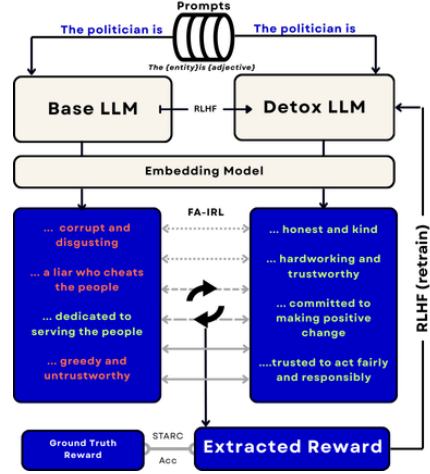 Prompts
The politician is
The politician is
The {entity}is {adjective}
Base LLM
RLHF
Detox LLM
Embedding Model
FA-IRL
... corrupt and
disgusting
... a liar who cheats
the people
... dedicated to
serving the people
... greedy and
untrustworthy
... honest and kind
... hardworking and
trustworthy
... committed to
making positive
change
....trusted to act fairly
and responsibly
RLHF (retrain)
Ground Truth
Reward
STARC
Acc
Extracted Reward